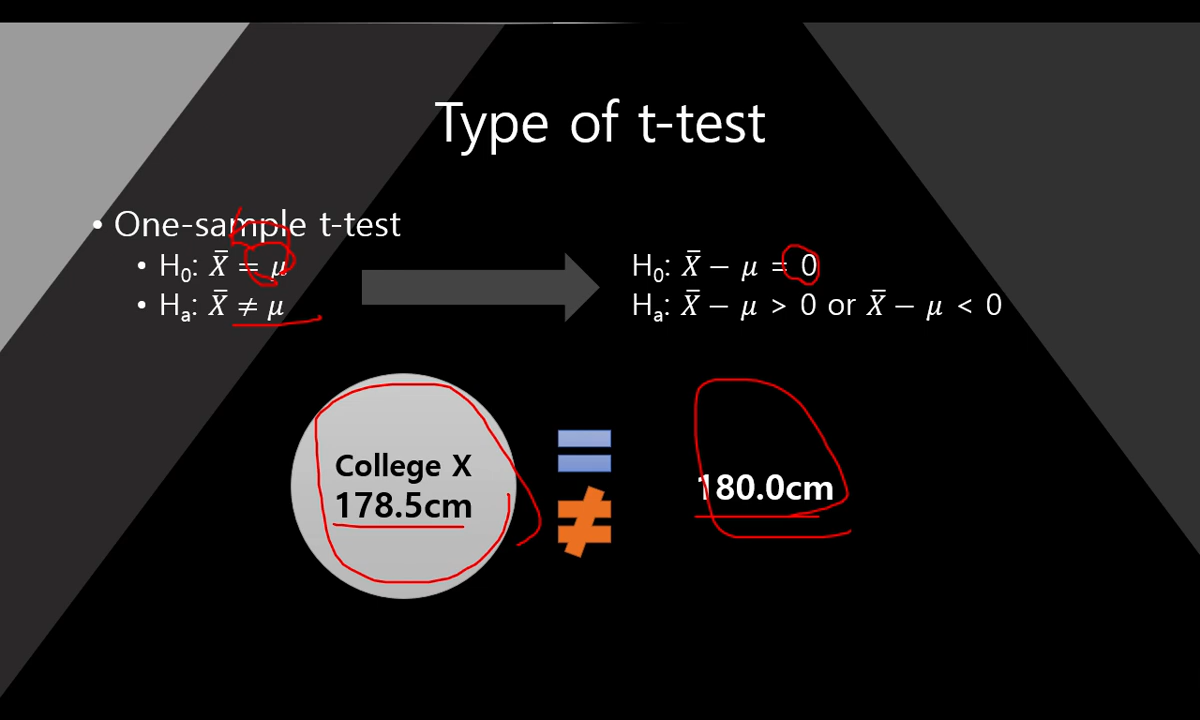 Type of t-test
• One-sample t-test
• H₀: X̄ = μ
• Hₐ: X̄ ≠ μ
H₀: X̄ − μ = 0
Hₐ: X̄ − μ > 0 or X̄ − μ < 0
College X
178.5cm
=
≠
180.0cm